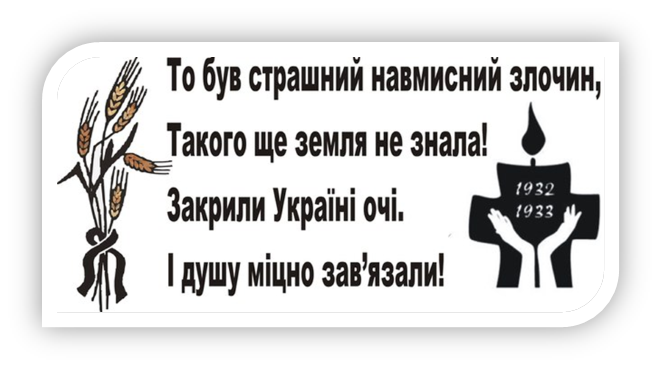 То був страшний навмисний злочин,
Такого ще земля не знала!
Закрили Україні очі.
І душу міцно зав'язали!
1932
1933